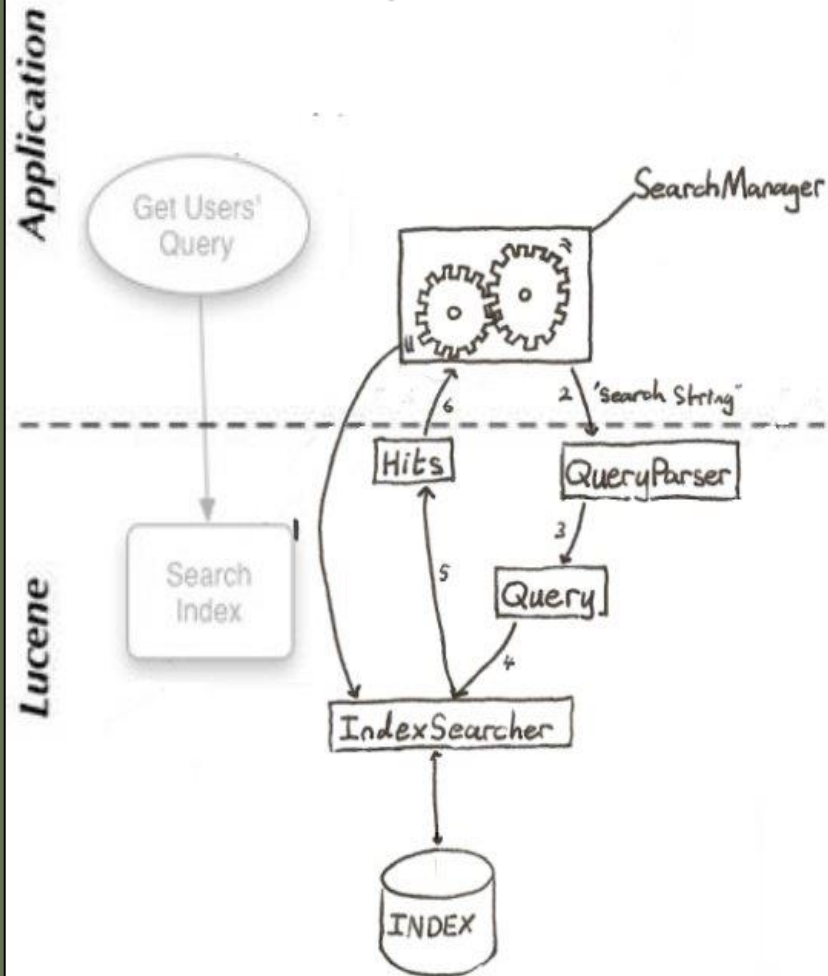 Application
Get Users'
Query
SearchManager
2 "search String"
6
Hits
QueryParser
3
1
Search
Index
5
Query
4
IndexSearcher
INDEX
Lucene